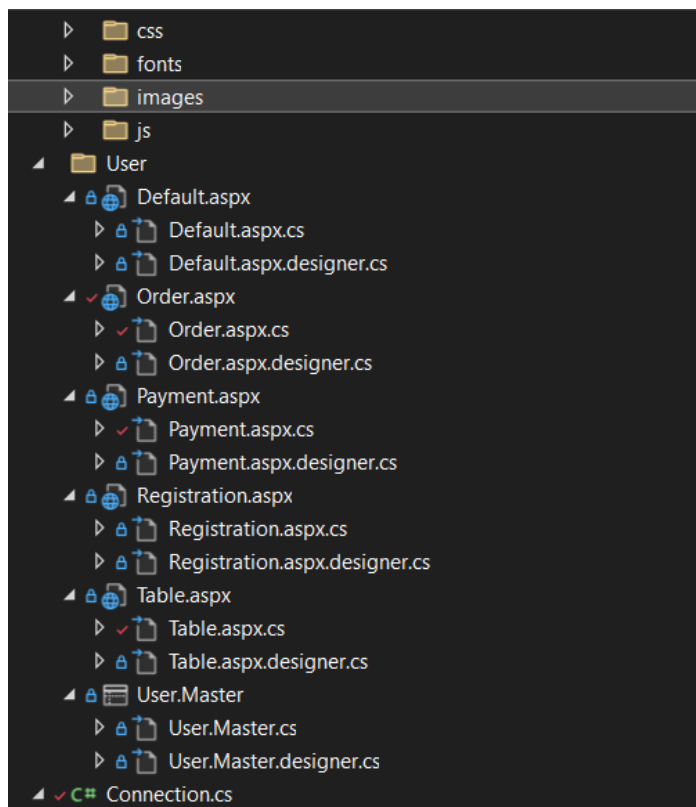 css
fonts
images
js
User
Default.aspx
Default.aspx.cs
Default.aspx.designer.cs
Order.aspx
Order.aspx.cs
Order.aspx.designer.cs
Payment.aspx
Payment.aspx.cs
Payment.aspx.designer.cs
Registration.aspx
Registration.aspx.cs
Registration.aspx.designer.cs
Table.aspx
Table.aspx.cs
Table.aspx.designer.cs
User.Master
User.Master.cs
User.Master.designer.cs
C# Connection.cs